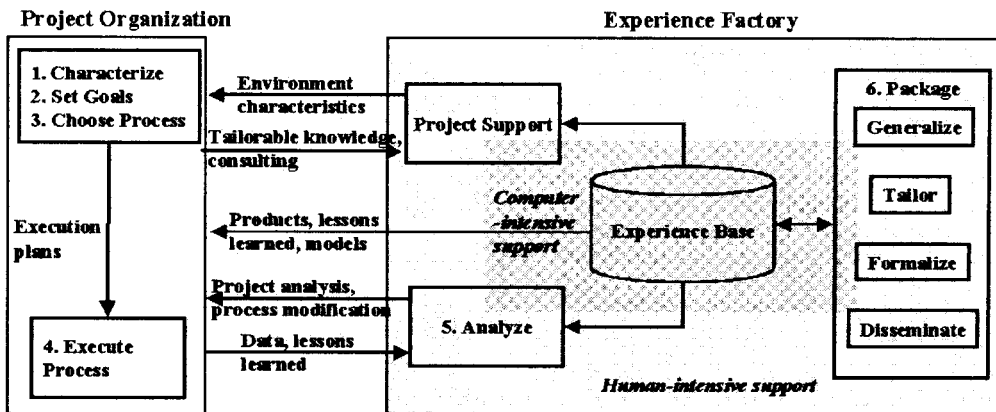 Project Organization
Experience Factory
1. Characterize
2. Set Goals
3. Choose Process
Environment
characteristics
Tailorable knowledge,
consulting
Project Support
6. Package
Generalize
Tailor
Formalize
Disseminate
Execution
plans
Products, lessons
learned, models
Computer
-intensive
support
Experience Base
Project analysis,
process modification
5. Analyze
4. Execute
Process
Data, lessons
learned
Human-intensive support